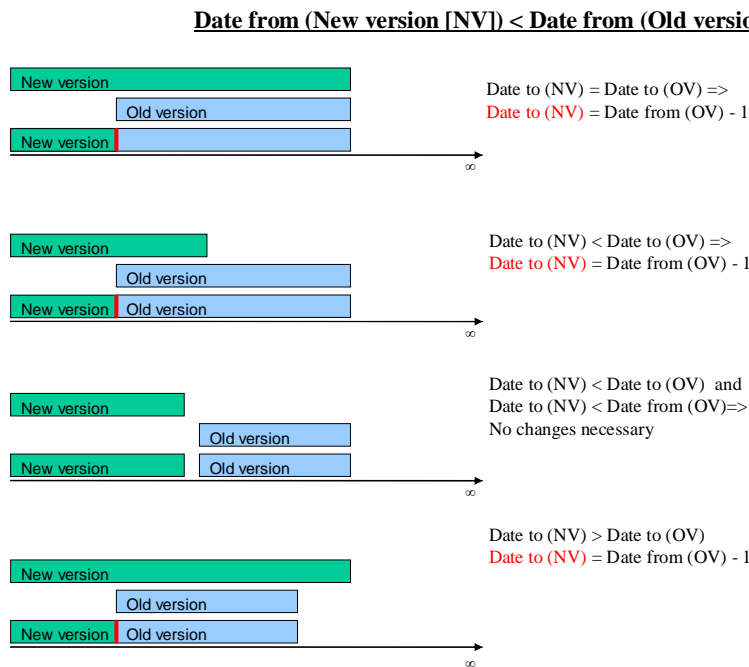 Date from (New version [NV]) < Date from (Old versio
New version
Old version
New version
∞
Date to (NV) = Date to (OV) =>
Date to (NV) = Date from (OV) - 1
New version
Old version
New version Old version
∞
Date to (NV) < Date to (OV) =>
Date to (NV) = Date from (OV) - 1
New version
Old version
New version Old version
∞
Date to (NV) < Date to (OV) and
Date to (NV) < Date from (OV)=>
No changes necessary
New version
Old version
New version Old version
∞
Date to (NV) > Date to (OV)
Date to (NV) = Date from (OV) - 1